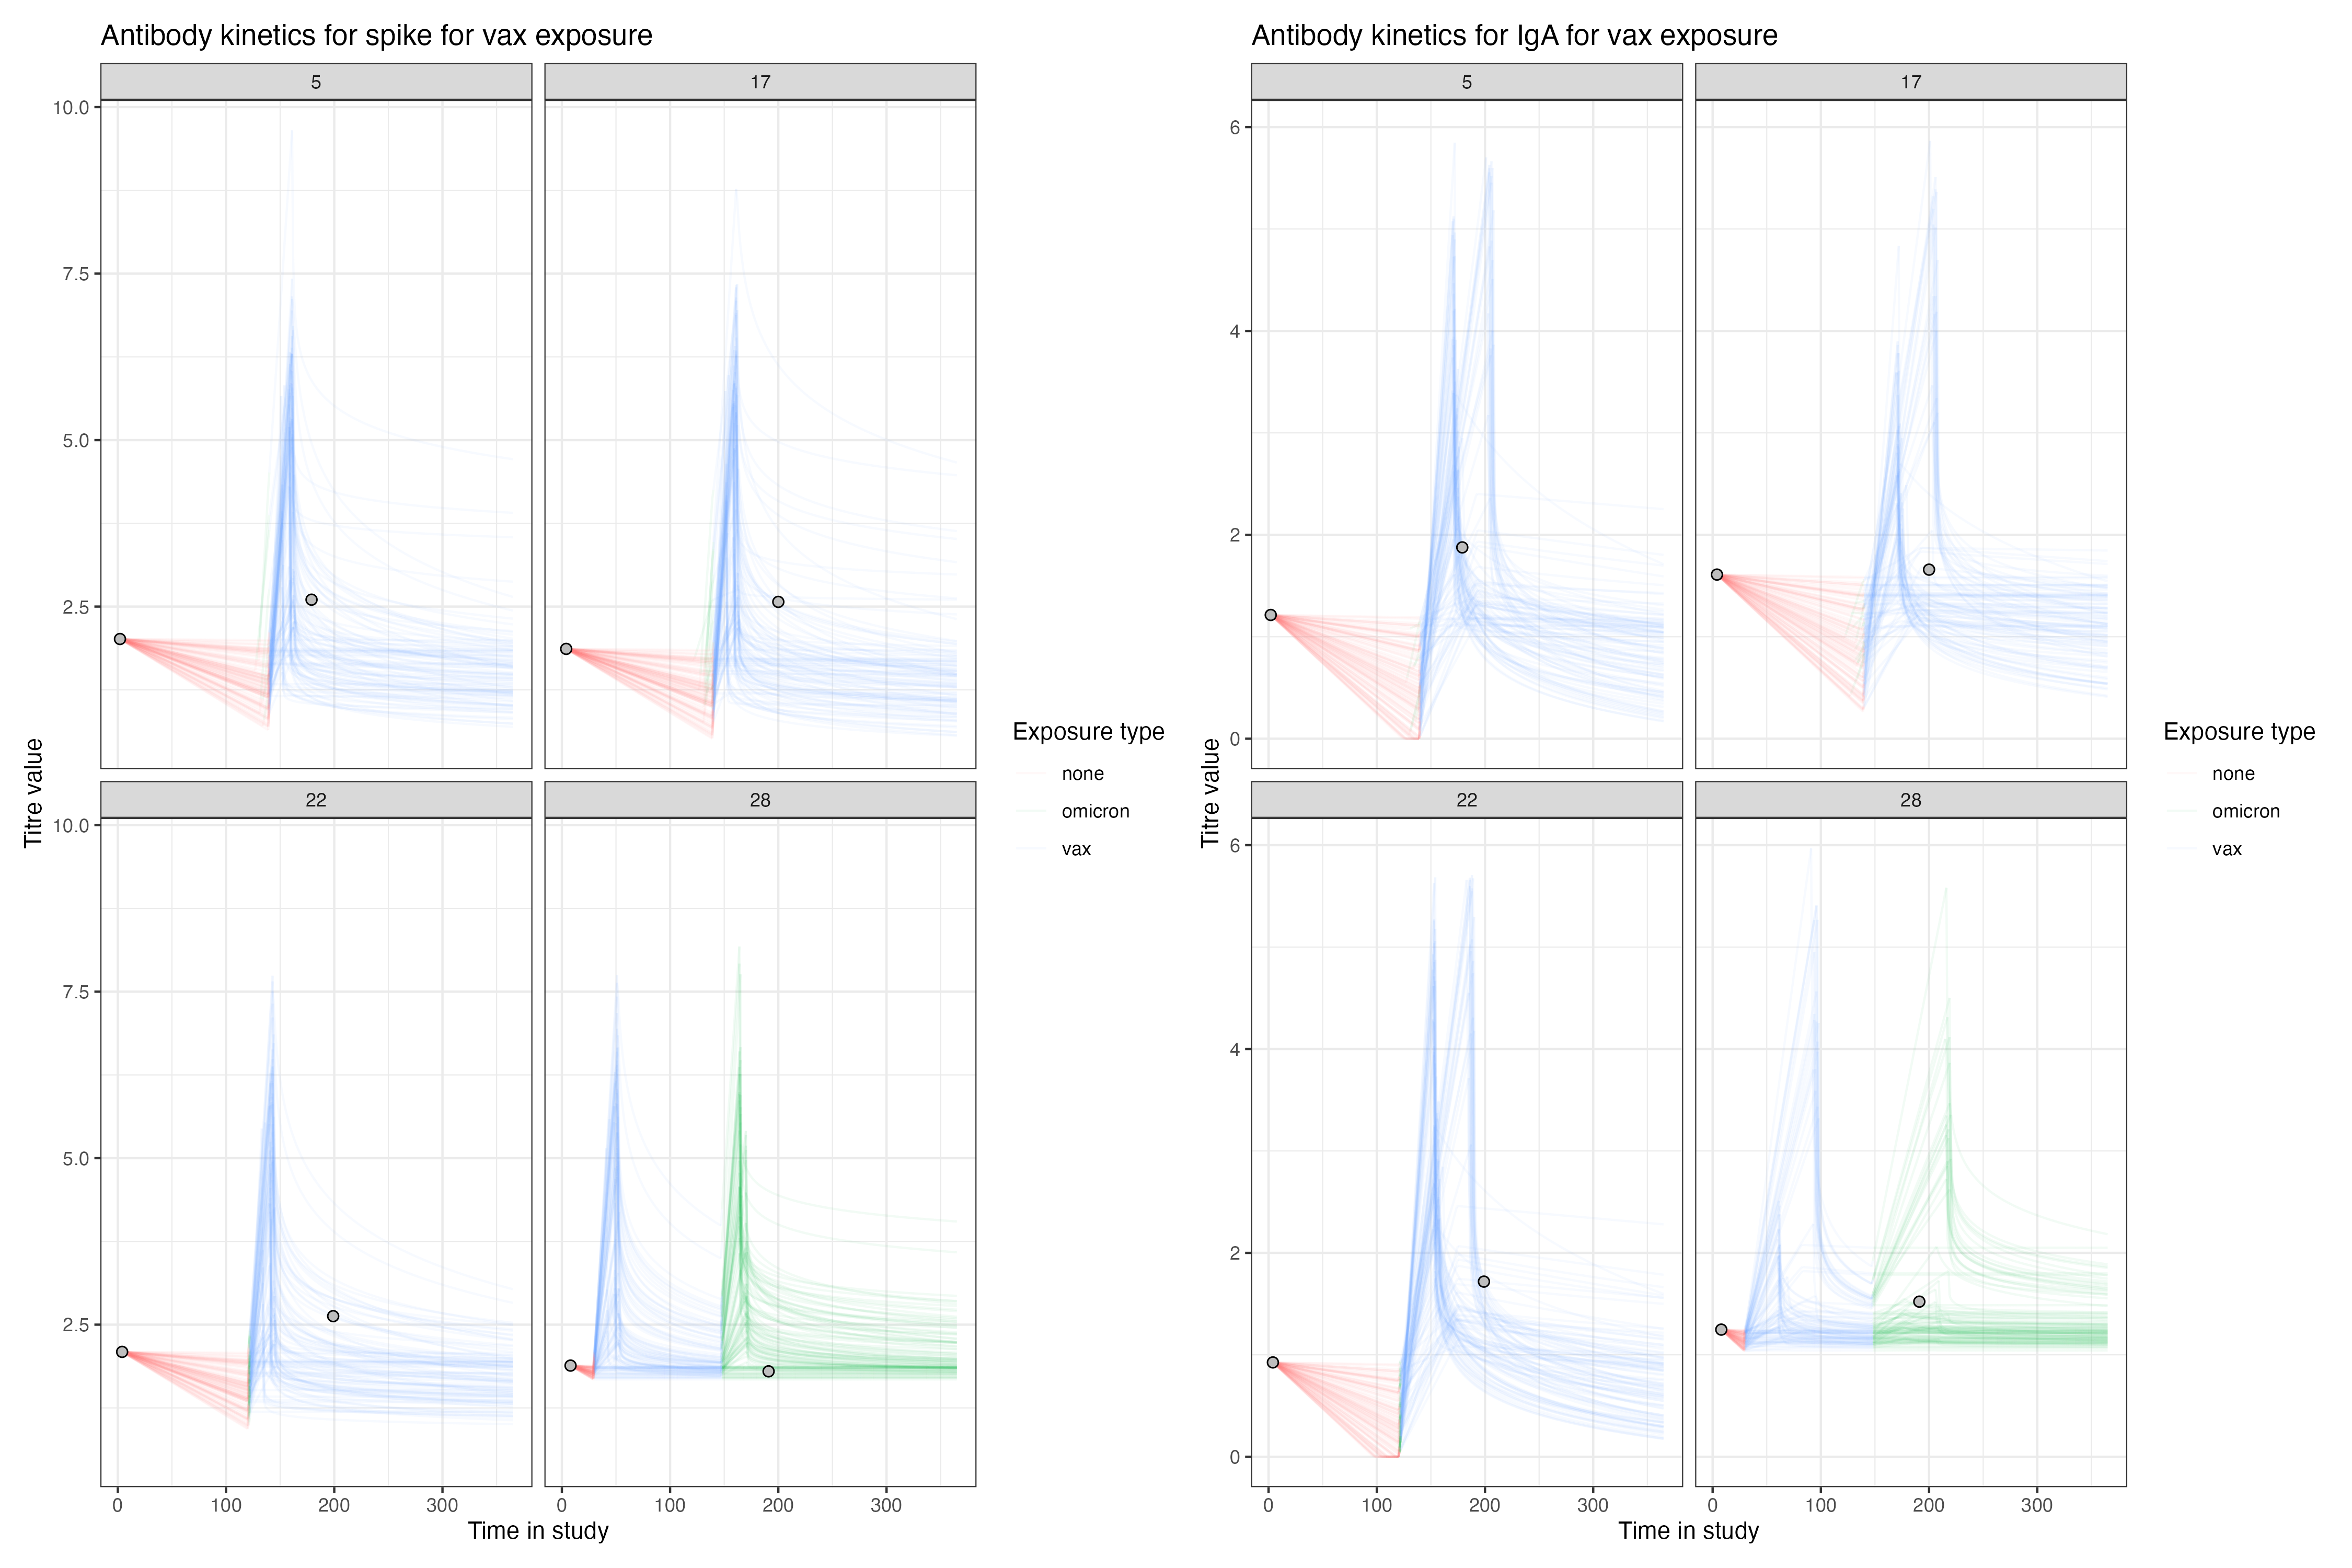 Antibody kinetics for spike for vax exposure
5
17
10.0
7.5
5.0
2.5
22
28
10.0
7.5
5.0
2.5
0
100
200
300
0
100
200
300
Time in study
Titre value
Exposure type
none
omicron
vax
Antibody kinetics for IgA for vax exposure
5
17
6
4
2
0
22
28
6
4
2
0
0
100
200
300
0
100
200
300
Time in study
Titre value
Exposure type
none
omicron
vax